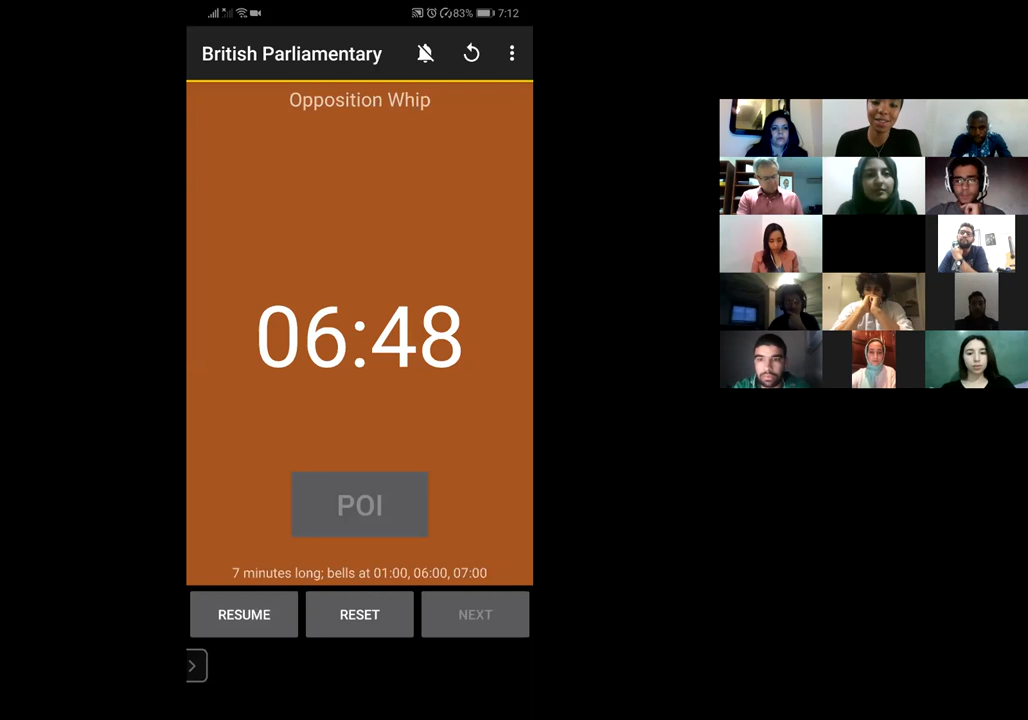 83% 7:12
British Parliamentary
Opposition Whip
06:48
POI
7 minutes long; bells at 01:00, 06:00, 07:00
RESUME RESET NEXT